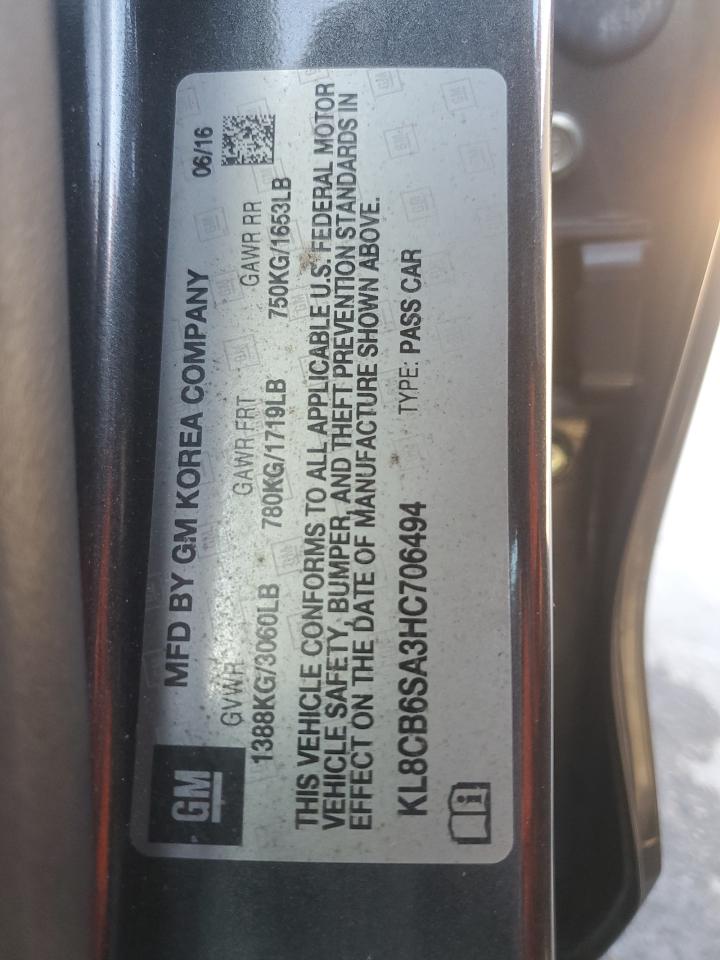 MFD BY GM KOREA COMPANY
06/16
GM
GVWR
GAWR FRT
GAWR RR
1388KG/3060LB
780KG/1719LB
750KG/1653LB
THIS VEHICLE CONFORMS TO ALL APPLICABLE U.S. FEDERAL MOTOR
VEHICLE SAFETY, BUMPER, AND THEFT PREVENTION STANDARDS IN
EFFECT ON THE DATE OF MANUFACTURE SHOWN ABOVE.
KL8CB6SA3HC706494
TYPE: PASS CAR